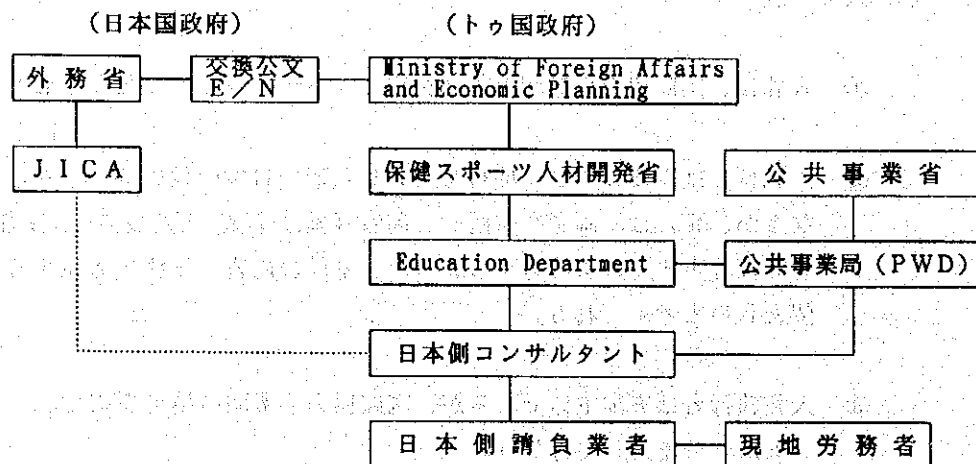 （日本国政府）
（トゥ国政府）
外務省
交換公文
E／N
Ministry of Foreign Affairs
and Economic Planning
JICA
保健スポーツ人材開発省
公共事業省
Education Department
公共事業局（PWD）
日本側コンサルタント
日本側請負業者
現地労務者